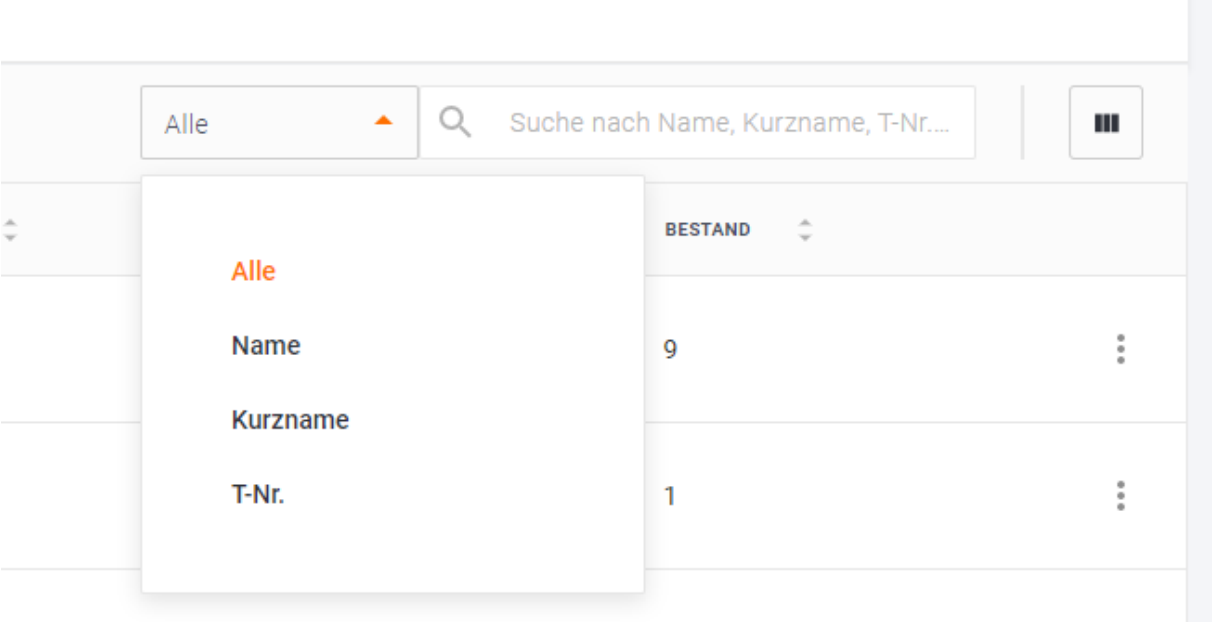 Alle
Suche nach Name, Kurzname, T-Nr....
BESTAND
Alle
Name
9
Kurzname
T-Nr.
1